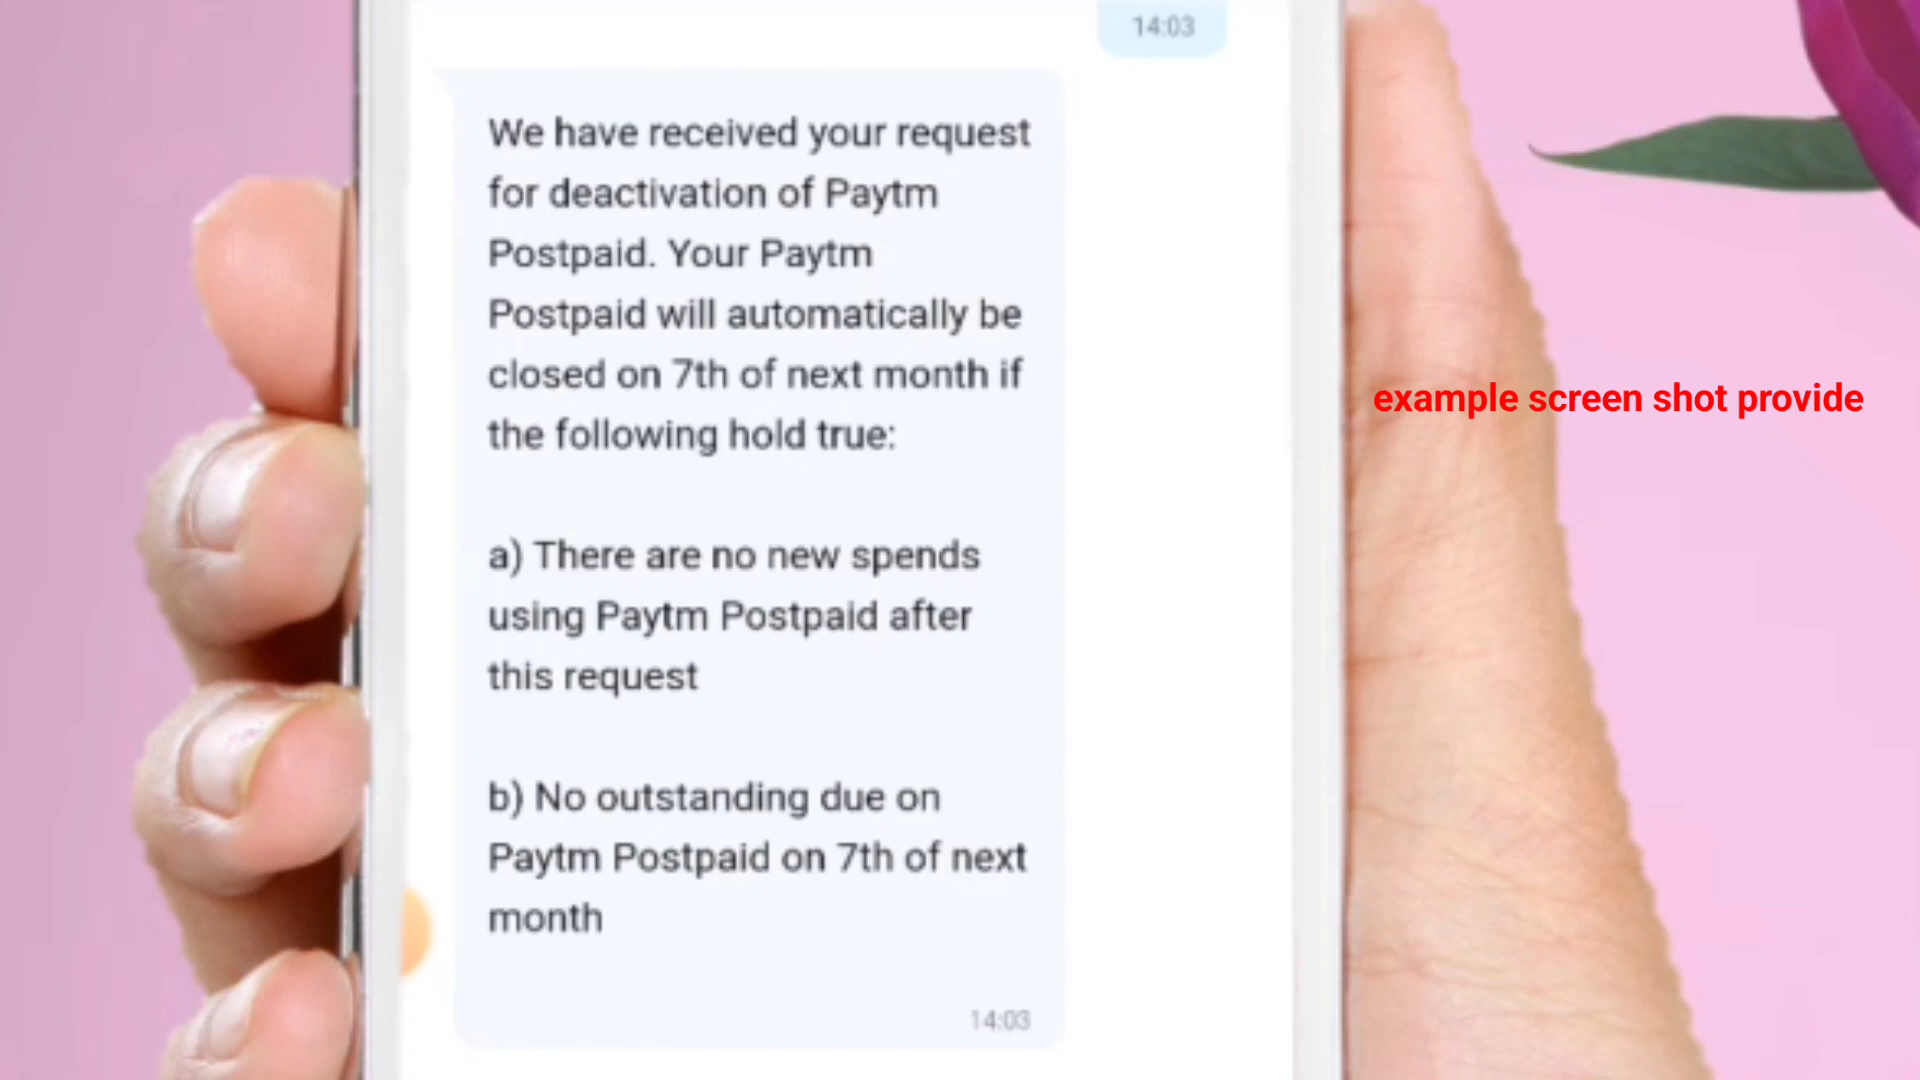 14:03
We have received your request
for deactivation of Paytm
Postpaid. Your Paytm
Postpaid will automatically be
closed on 7th of next month if
the following hold true:
a) There are no new spends
using Paytm Postpaid after
this request
b) No outstanding due on
Paytm Postpaid on 7th of next
month
14:03
example screen shot provide